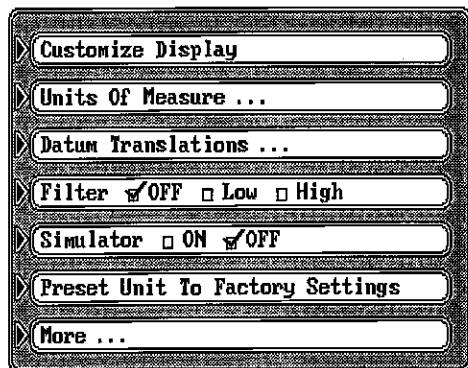 Customize Display
Units Of Measure ...
Datum Translations ...
Filter ☑OFF ☐ Low ☐ High
Simulator ☐ ON ☑OFF
Preset Unit To Factory Settings
More ...